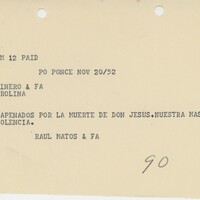 M 12 PAID
PO PONCE NOV 20/52
INERO & FA
ROLINA
APENADOS POR LA MUERTE DE DON JESUS.NUESTRA MAS
OLENCIA.
RAUL MATOS & FA
90